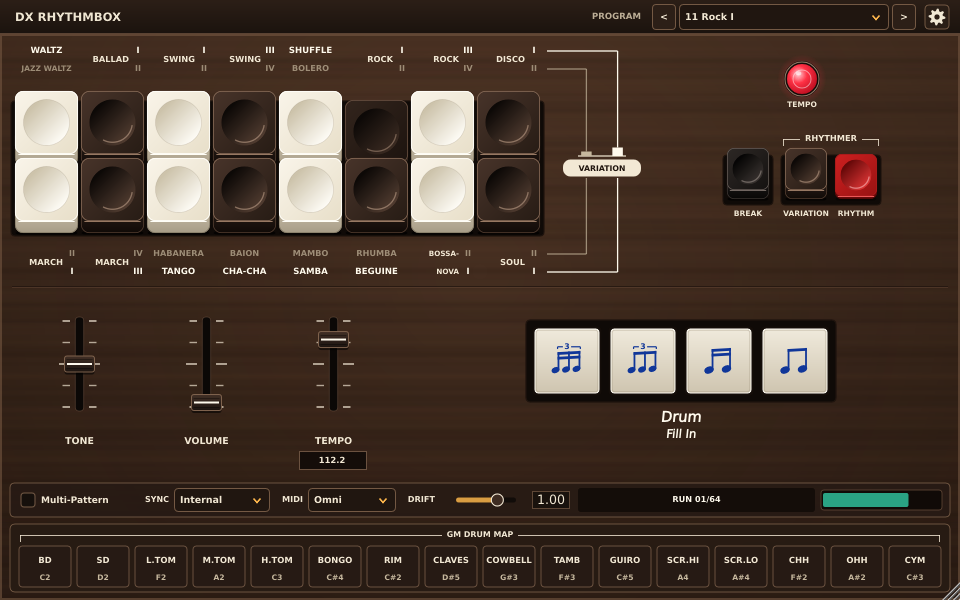 DX RHYTHMBOX
PROGRAM < 11 Rock I >
WALTZ
JAZZ WALTZ
BALLAD I II
SWING I II
SWING III IV
SHUFFLE
BOLERO
ROCK I II
ROCK III IV
DISCO I II
VARIATION
TEMPO
RHYTHMER
BREAK VARIATION RHYTHM
MARCH II I
MARCH IV III
HABANERA
TANGO
BAION
CHA-CHA
MAMBO
SAMBA
RHUMBA
BEGUINE
BOSSA- II
NOVA I
SOUL II I
TONE VOLUME TEMPO
112.2
3 3
Drum
Fill In
Multi-Pattern SYNC Internal MIDI Omni DRIFT 1.00 RUN 01/64
GM DRUM MAP
BD SD L.TOM M.TOM H.TOM BONGO RIM CLAVES COWBELL TAMB GUIRO SCR.HI SCR.LO CHH OHH CYM
C2 D2 F2 A2 C3 C#4 C#2 D#5 G#3 F#3 C#5 A4 A#4 F#2 A#2 C#3